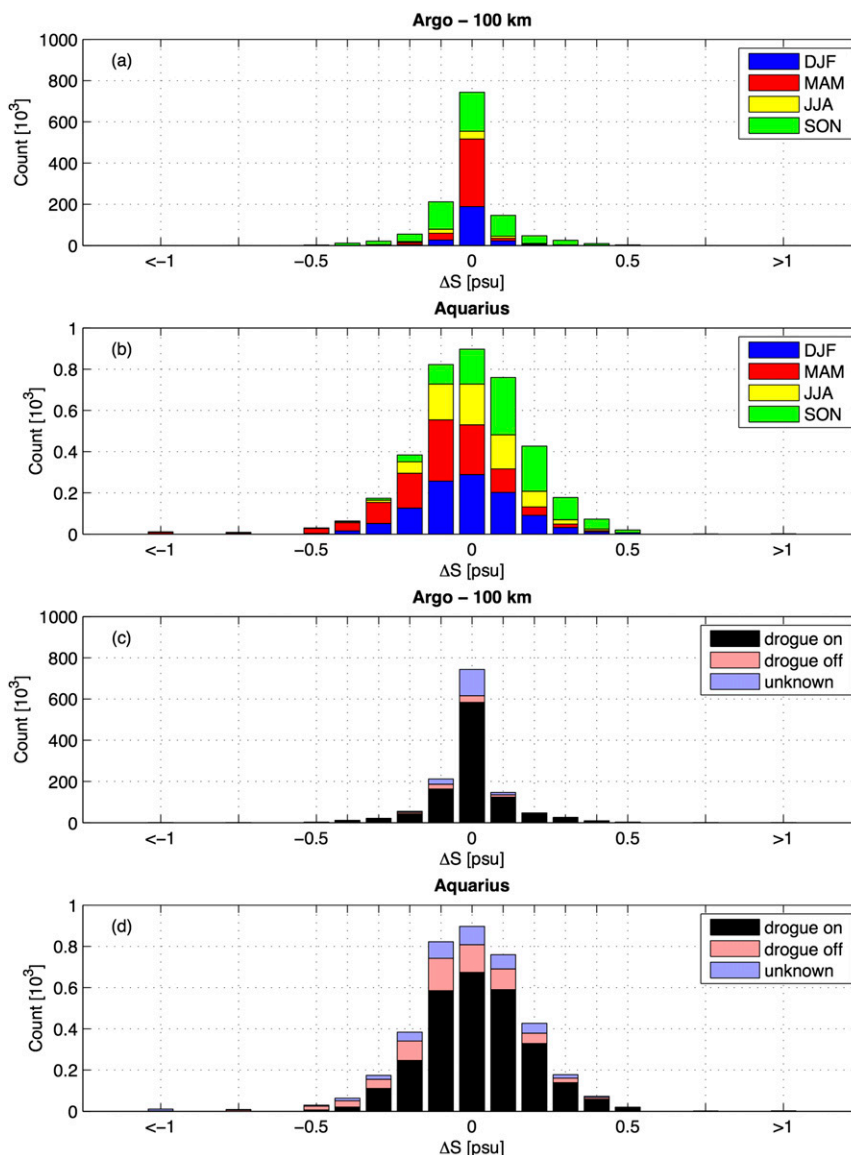 Argo − 100 km
(a)
1000
800
600
400
200
0
Count [10³]
<−1
−0.5
0
0.5
>1
ΔS [psu]
DJF
MAM
JJA
SON
Aquarius
(b)
1
0.8
0.6
0.4
0.2
0
Count [10³]
<−1
−0.5
0
0.5
>1
ΔS [psu]
DJF
MAM
JJA
SON
Argo − 100 km
(c)
1000
800
600
400
200
0
Count [10³]
<−1
−0.5
0
0.5
>1
ΔS [psu]
drogue on
drogue off
unknown
Aquarius
(d)
1
0.8
0.6
0.4
0.2
0
Count [10³]
<−1
−0.5
0
0.5
>1
ΔS [psu]
drogue on
drogue off
unknown